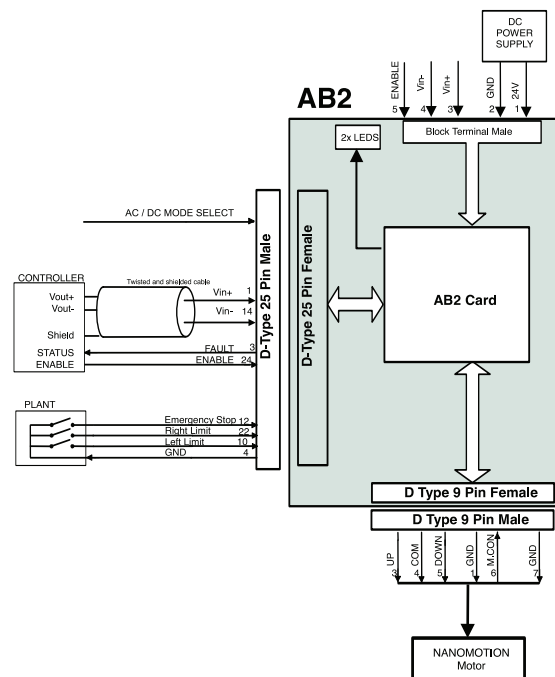 DC
POWER
SUPPLY
ENABLE
Vin-
Vin+
GND
24V
5
4
3
2
1
AB2
Block Terminal Male
2x LEDS
AC / DC MODE SELECT
D-Type 25 Pin Male
D-Type 25 Pin Female
AB2 Card
CONTROLLER
Twisted and shielded cable
Vout+
Vout-
Shield
STATUS
ENABLE
Vin+ 1
Vin- 14
FAULT 3
ENABLE 24
PLANT
Emergency Stop 12
Right Limit 22
Left Limit 10
GND 4
D Type 9 Pin Female
D Type 9 Pin Male
UP
COM
DOWN
GND
M.CON
GND
3
4
5
1
6
7
NANOMOTION
Motor